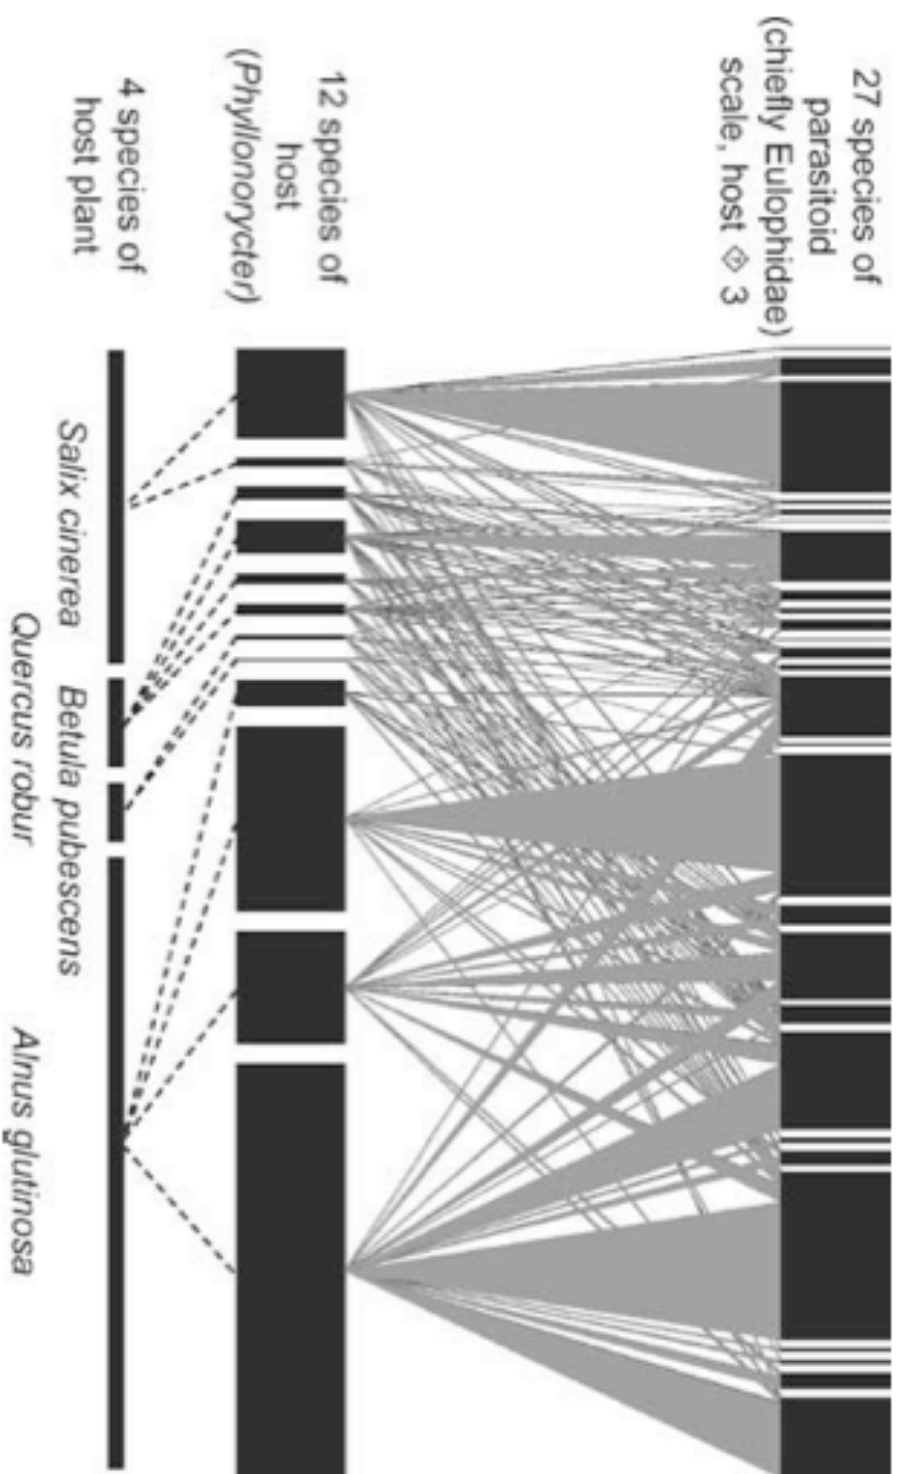 27 species of
parasitoid
(chiefly Eulophidae)
scale, host ⟐ 3
12 species of
host
(Phyllonorycter)
4 species of
host plant
Salix cinerea
Betula pubescens
Quercus robur
Alnus glutinosa